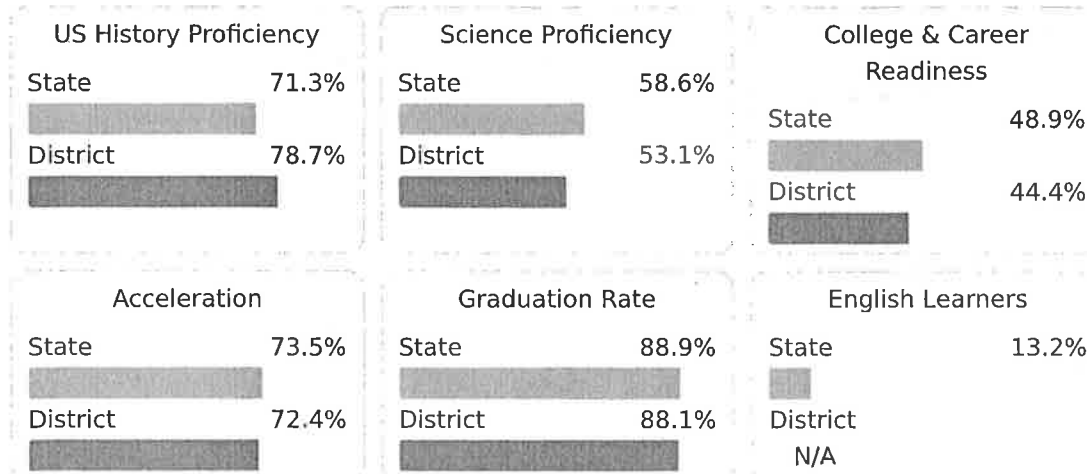 US History Proficiency
State 71.3%
District 78.7%
Science Proficiency
State 58.6%
District 53.1%
College & Career
Readiness
State 48.9%
District 44.4%
Acceleration
State 73.5%
District 72.4%
Graduation Rate
State 88.9%
District 88.1%
English Learners
State 13.2%
District
N/A